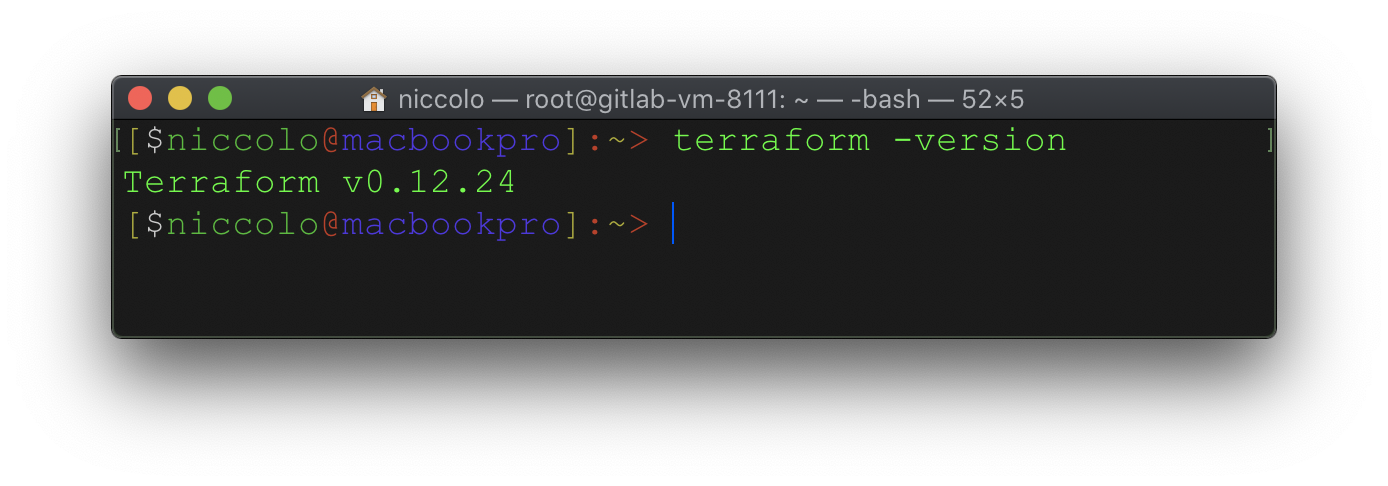 niccolo — root@gitlab-vm-8111: ~ — -bash — 52×5
[[$niccolo@macbookpro]:~> terraform -version ]
Terraform v0.12.24
[$niccolo@macbookpro]:~>